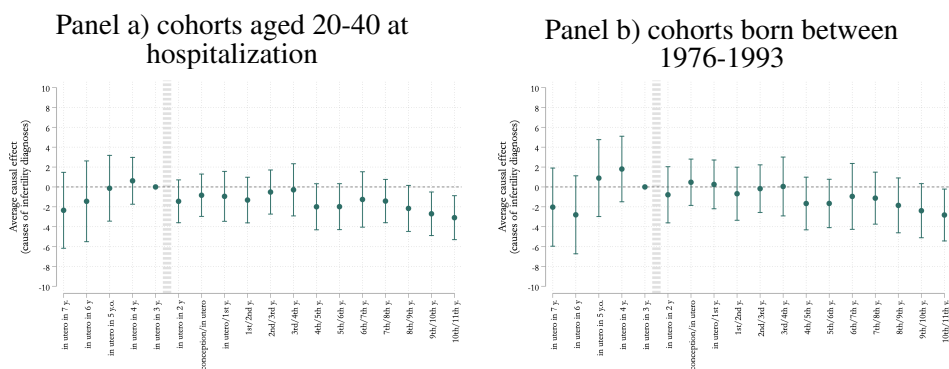 Panel a) cohorts aged 20-40 at
hospitalization
Average causal effect
(causes of infertility diagnoses)
10
8
6
4
2
0
-2
-4
-6
-8
-10
in utero in 7 y.
in utero in 6 y
in utero in 5 y.o.
in utero in 4 y.
in utero in 3 y.
in utero in 2 y
conception/in utero
in utero/1st y.
1st/2nd y.
2nd/3rd y.
3rd/4th y.
4th/5th y.
5th/6th y.
6th/7th y.
7th/8th y.
8th/9th y.
9th/10th y.
10th/11th y.
Panel b) cohorts born between
1976-1993
Average causal effect
(causes of infertility diagnoses)
10
8
6
4
2
0
-2
-4
-6
-8
-10
in utero in 7 y.
in utero in 6 y
in utero in 5 y.o.
in utero in 4 y.
in utero in 3 y.
in utero in 2 y
conception/in utero
in utero/1st y.
1st/2nd y.
2nd/3rd y.
3rd/4th y.
4th/5th y.
5th/6th y.
6th/7th y.
7th/8th y.
8th/9th y.
9th/10th y.
10th/11th y.